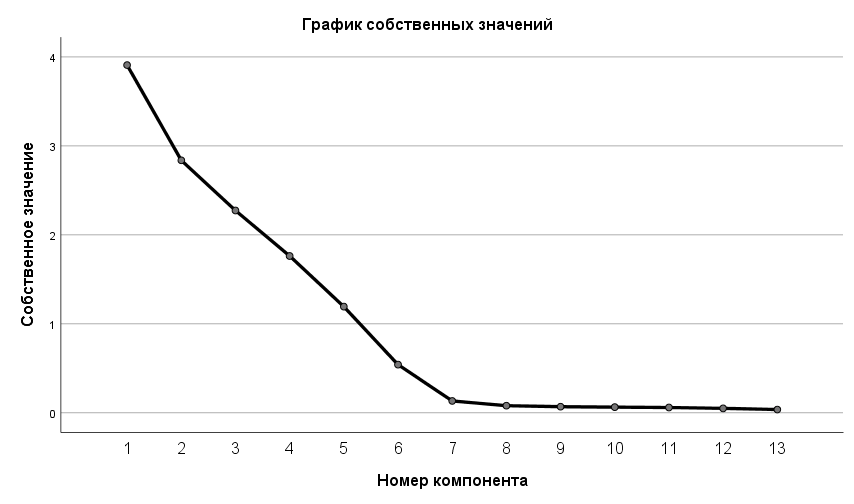 График собственных значений
4
3
2
1
0
Собственное значение
1 2 3 4 5 6 7 8 9 10 11 12 13
Номер компонента